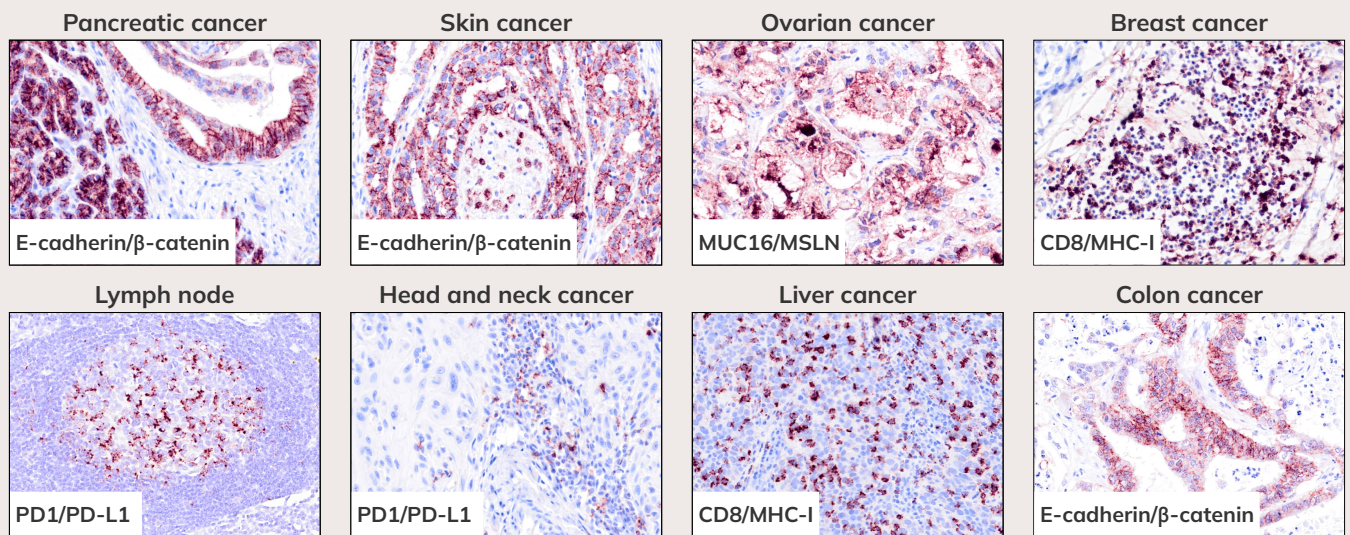 Pancreatic cancer
Skin cancer
Ovarian cancer
Breast cancer
E-cadherin/β-catenin
E-cadherin/β-catenin
MUC16/MSLN
CD8/MHC-I
Lymph node
Head and neck cancer
Liver cancer
Colon cancer
PD1/PD-L1
PD1/PD-L1
CD8/MHC-I
E-cadherin/β-catenin